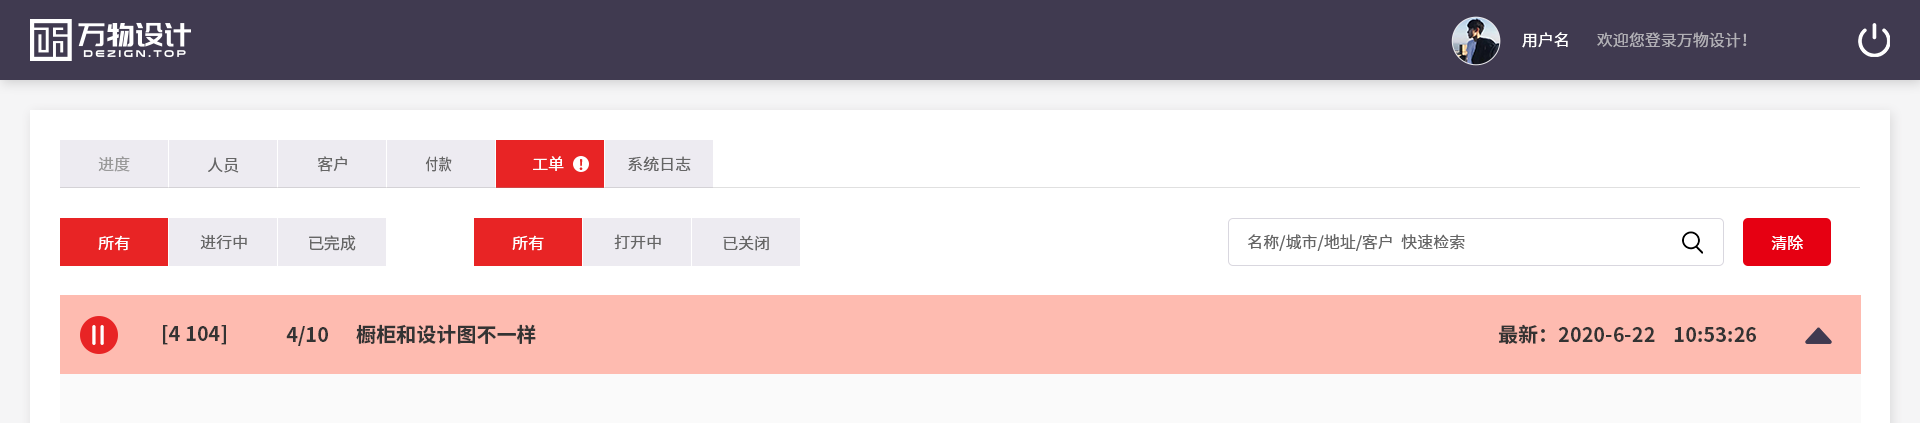 万物设计
DEZIGN.TOP
用户名 欢迎您登录万物设计！
进度 人员 客户 付款 工单 系统日志
所有 进行中 已完成 所有 打开中 已关闭 名称/城市/地址/客户 快速检索 清除
[4 104] 4/10 橱柜和设计图不一样 最新：2020-6-22 10:53:26